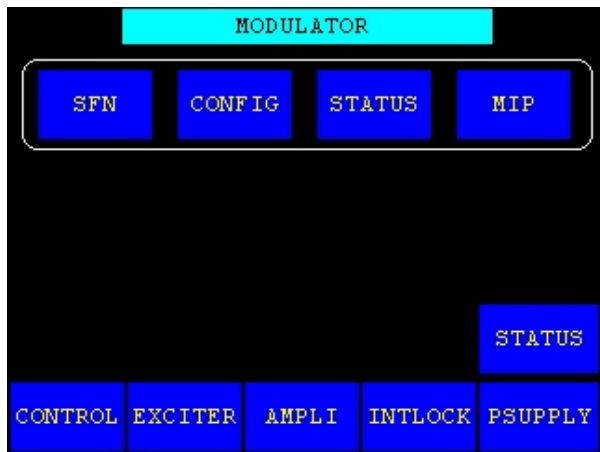 MODULATOR
SFN CONFIG STATUS MIP
STATUS
CONTROL EXCITER AMPLI INTLOCK PSUPPLY